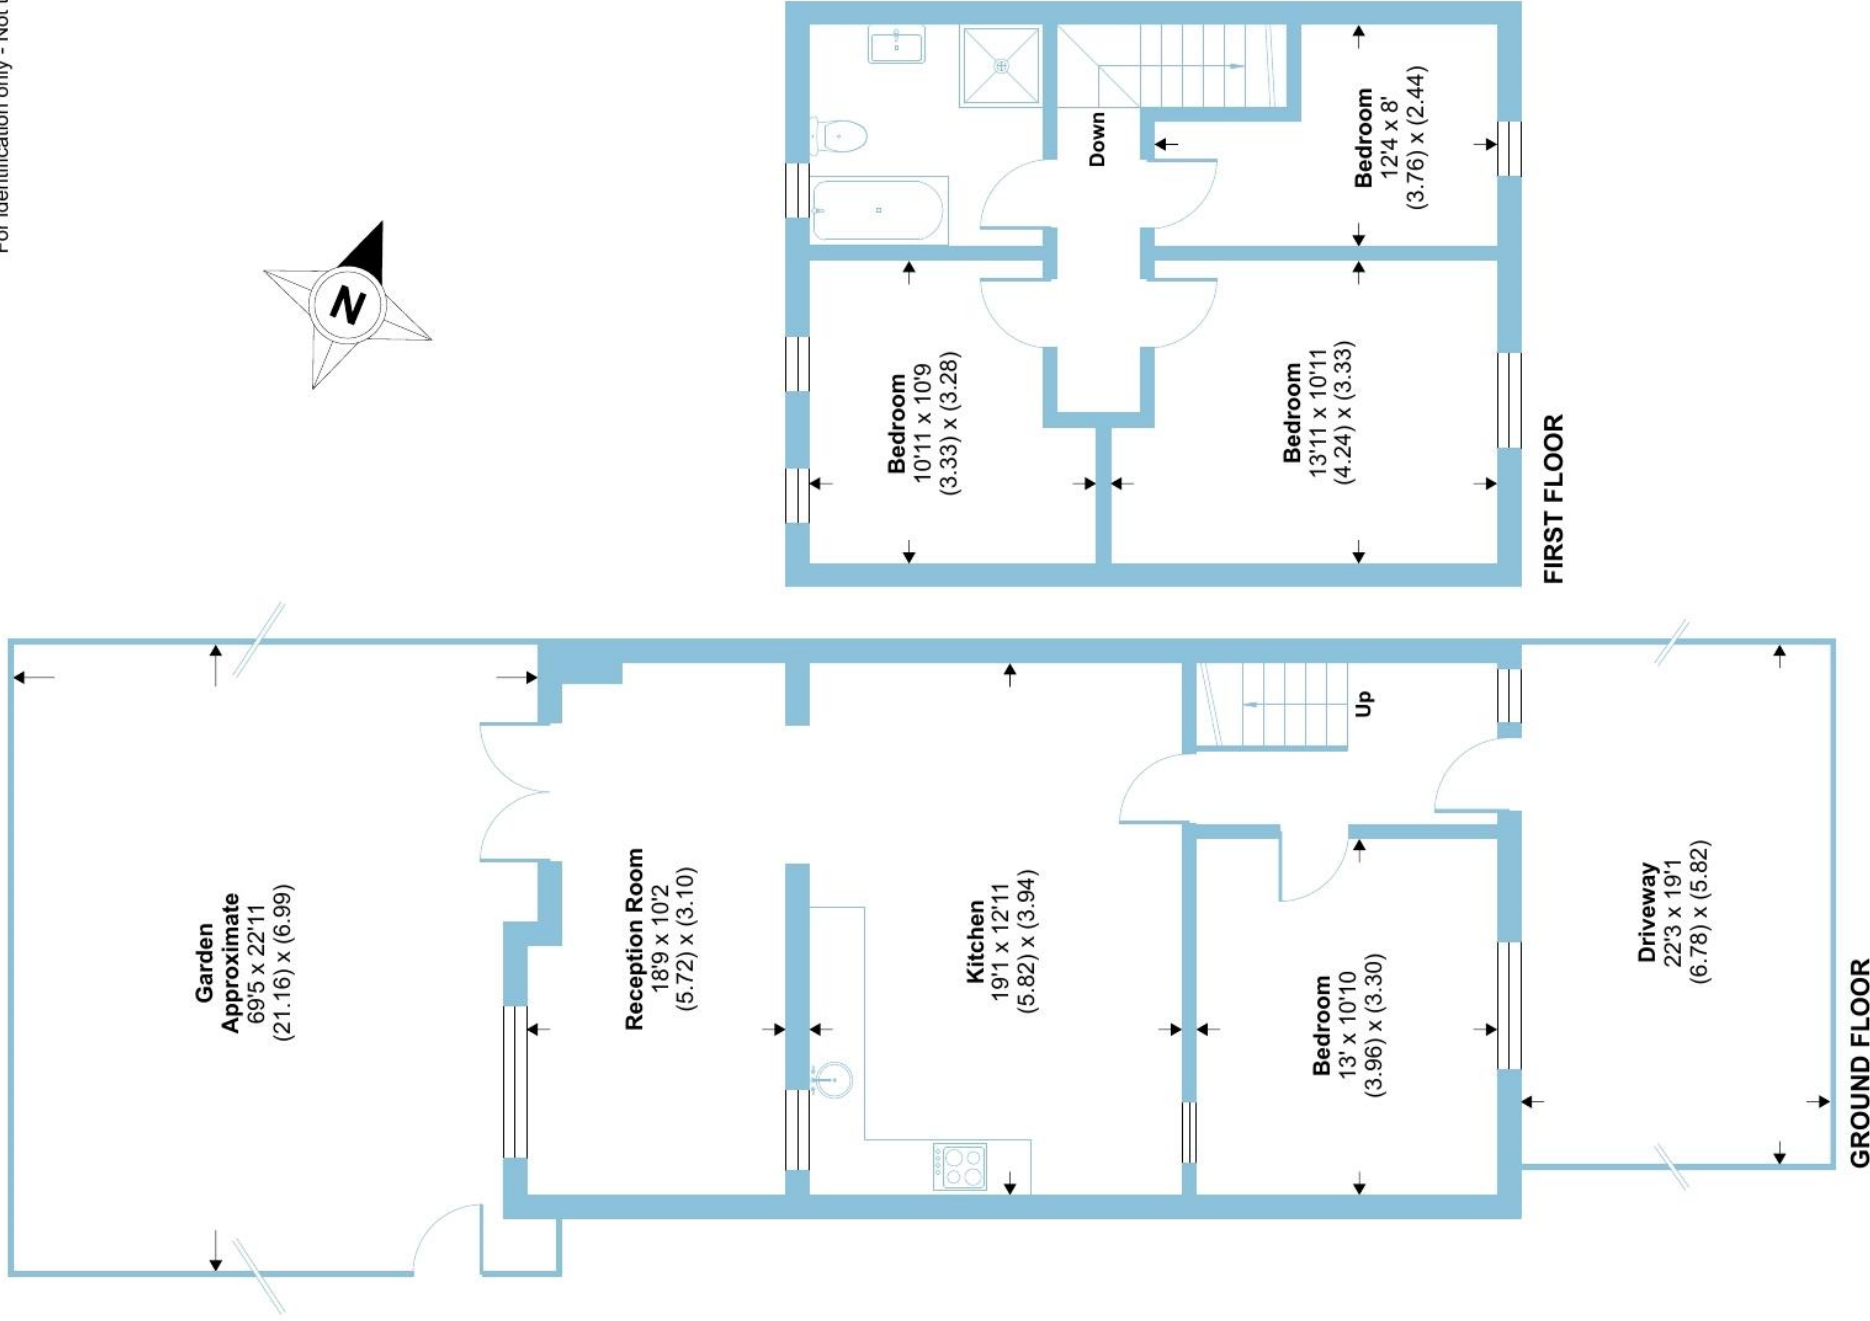 For identification only - Not
N
Garden
Approximate
69'5 x 22'11
(21.16) x (6.99)
Reception Room
18'9 x 10'2
(5.72) x (3.10)
Kitchen
19'1 x 12'11
(5.82) x (3.94)
Up
Bedroom
13' x 10'10
(3.96) x (3.30)
Driveway
22'3 x 19'1
(6.78) x (5.82)
GROUND FLOOR
Down
Bedroom
12'4 x 8'
(3.76) x (2.44)
Bedroom
10'11 x 10'9
(3.33) x (3.28)
Bedroom
13'11 x 10'11
(4.24) x (3.33)
FIRST FLOOR